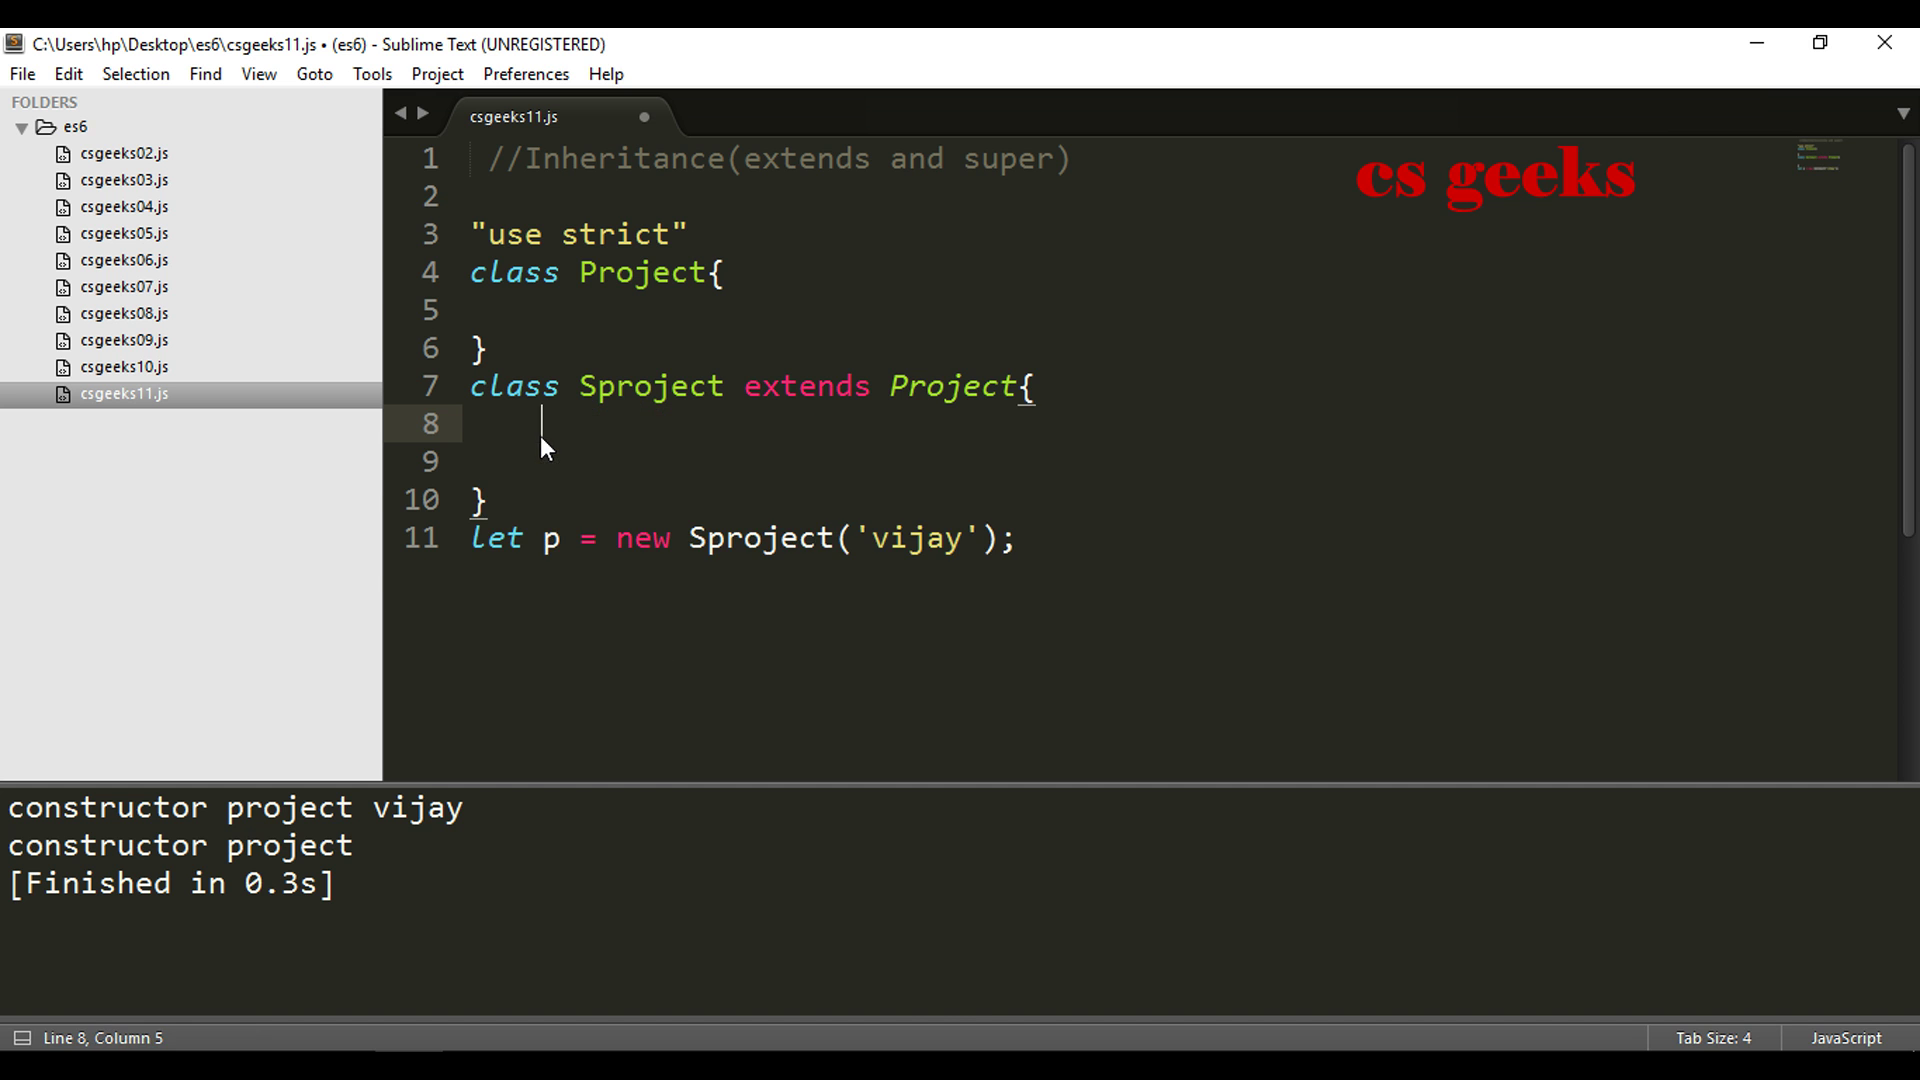 C:\Users\hp\Desktop\es6\csgeeks11.js • (es6) - Sublime Text (UNREGISTERED)
File Edit Selection Find View Goto Tools Project Preferences Help
FOLDERS
es6
csgeeks02.js
csgeeks03.js
csgeeks04.js
csgeeks05.js
csgeeks06.js
csgeeks07.js
csgeeks08.js
csgeeks09.js
csgeeks10.js
csgeeks11.js
csgeeks11.js
cs geeks
1 //Inheritance(extends and super)
2
3 "use strict"
4 class Project{
5
6 }
7 class Sproject extends Project{
8
9
10 }
11 let p = new Sproject('vijay');
constructor project vijay
constructor project
[Finished in 0.3s]
Line 8, Column 5 Tab Size: 4 JavaScript